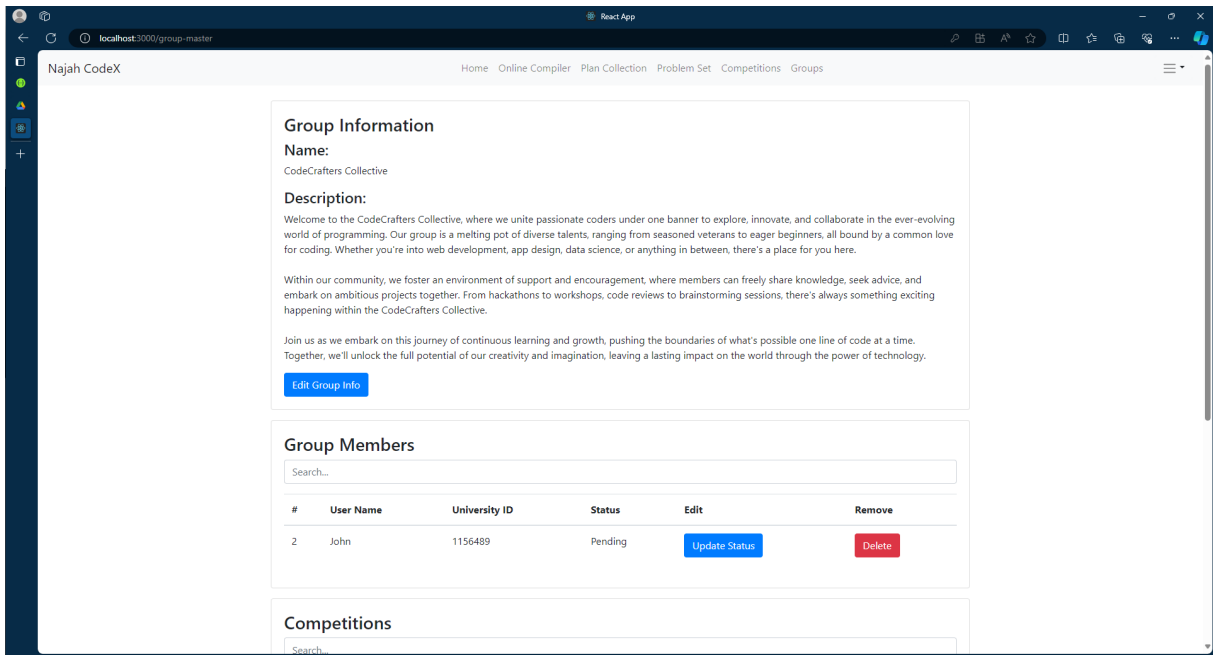 React App
localhost:3000/group-master
Najah CodeX
Home Online Compiler Plan Collection Problem Set Competitions Groups
Group Information
Name:
CodeCrafters Collective
Description:
Welcome to the CodeCrafters Collective, where we unite passionate coders under one banner to explore, innovate, and collaborate in the ever-evolving
world of programming. Our group is a melting pot of diverse talents, ranging from seasoned veterans to eager beginners, all bound by a common love
for coding. Whether you're into web development, app design, data science, or anything in between, there's a place for you here.
Within our community, we foster an environment of support and encouragement, where members can freely share knowledge, seek advice, and
embark on ambitious projects together. From hackathons to workshops, code reviews to brainstorming sessions, there's always something exciting
happening within the CodeCrafters Collective.
Join us as we embark on this journey of continuous learning and growth, pushing the boundaries of what's possible one line of code at a time.
Together, we'll unlock the full potential of our creativity and imagination, leaving a lasting impact on the world through the power of technology.
Edit Group Info
Group Members
Search...
# User Name University ID Status Edit Remove
2 John 1156489 Pending Update Status Delete
Competitions
Search...